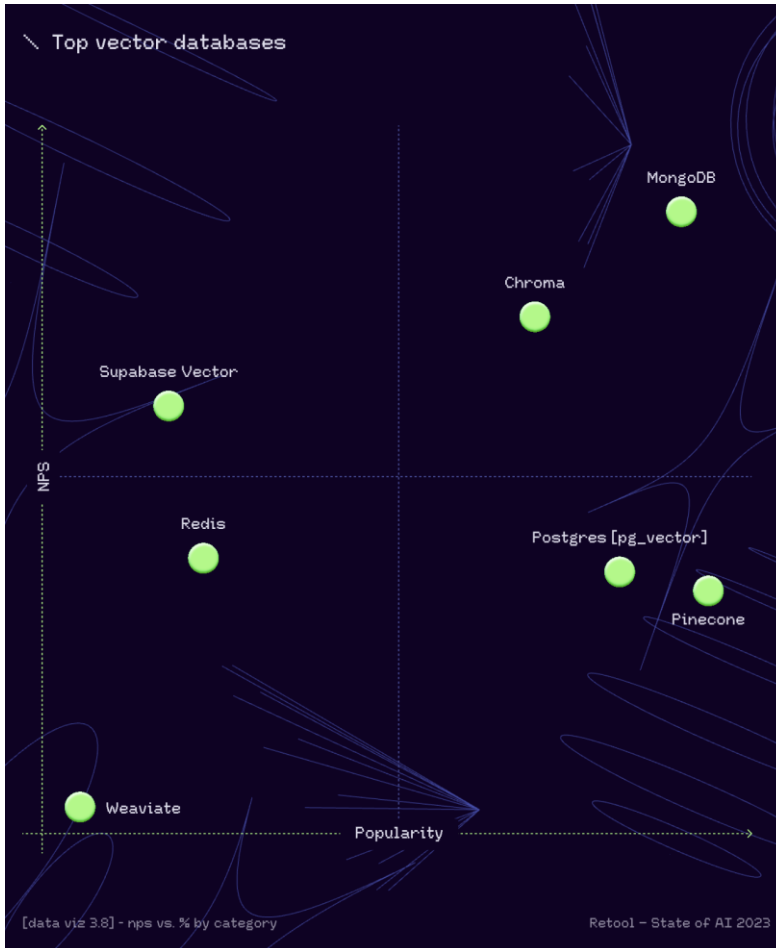 Top vector databases
MongoDB
Chroma
Supabase Vector
NPS
Redis
Postgres [pg_vector]
Pinecone
Weaviate
Popularity
[data viz 3.8] - nps vs. % by category
Retool – State of AI 2023